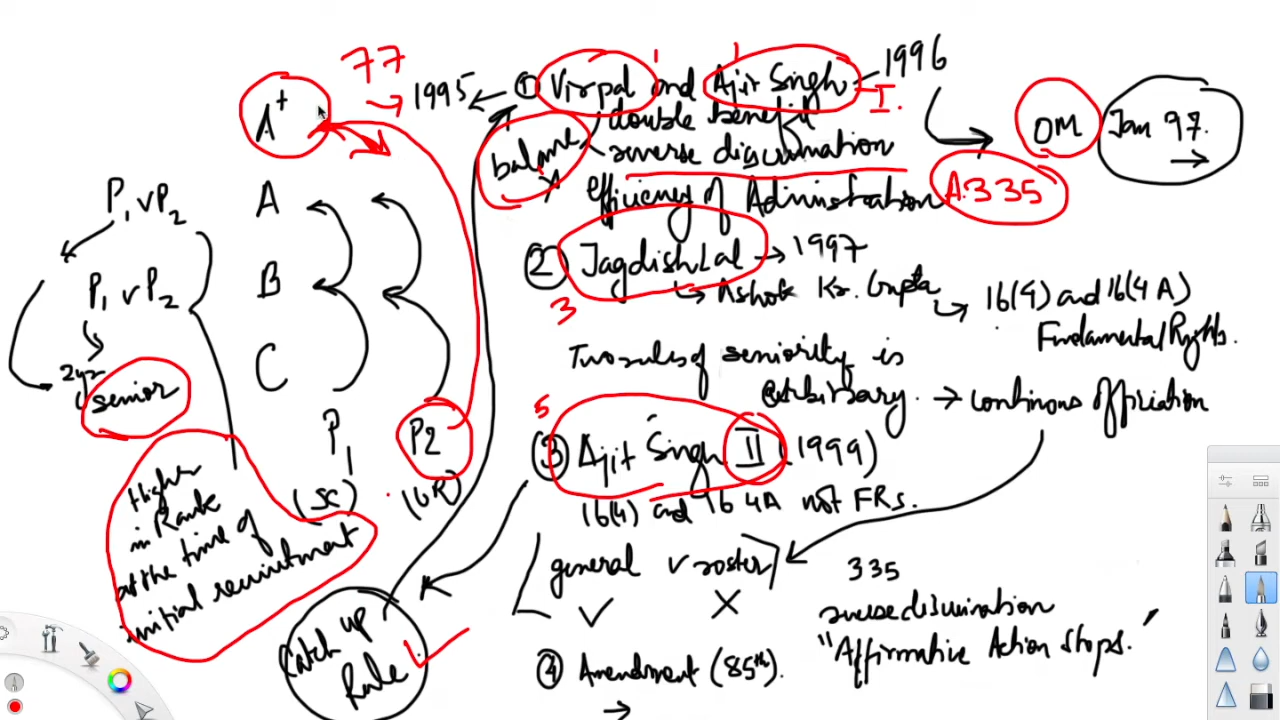 77
A+
1995 ← ① Virpal and Ajit Singh - 1996
I.
double benefit
balance
reverse discrimination
OM Jan 97.
efficiency of Administration A.335
P1 v P2
A
② Jagdish Lal → 1997
P1 v P2
B
3
Ashok Kr. Gupta
16(4) and 16(4A)
Fundamental Rights.
2yr
senior
C
Two rules of seniority is
arbitrary. → continous officiation
5
P1
P2
③ Ajit Singh II (1999)
(SC)
(UR)
16(4) and 16 4A not FRs.
Higher
in Rank
at the time of
initial recruitment
general v roster
335
✓ X
reverse discrimination
"Affirmative Action Stops."
Catch up
Rule
④ Amendment (85th).
→